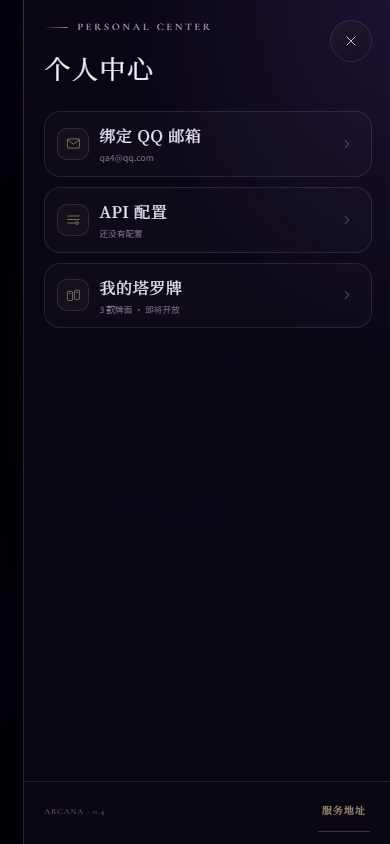 PERSONAL CENTER
个人中心
绑定 QQ 邮箱
qa4@qq.com
API 配置
还没有配置
我的塔罗牌
3 款牌面 · 即将开放
ARCANA · 0.4
服务地址